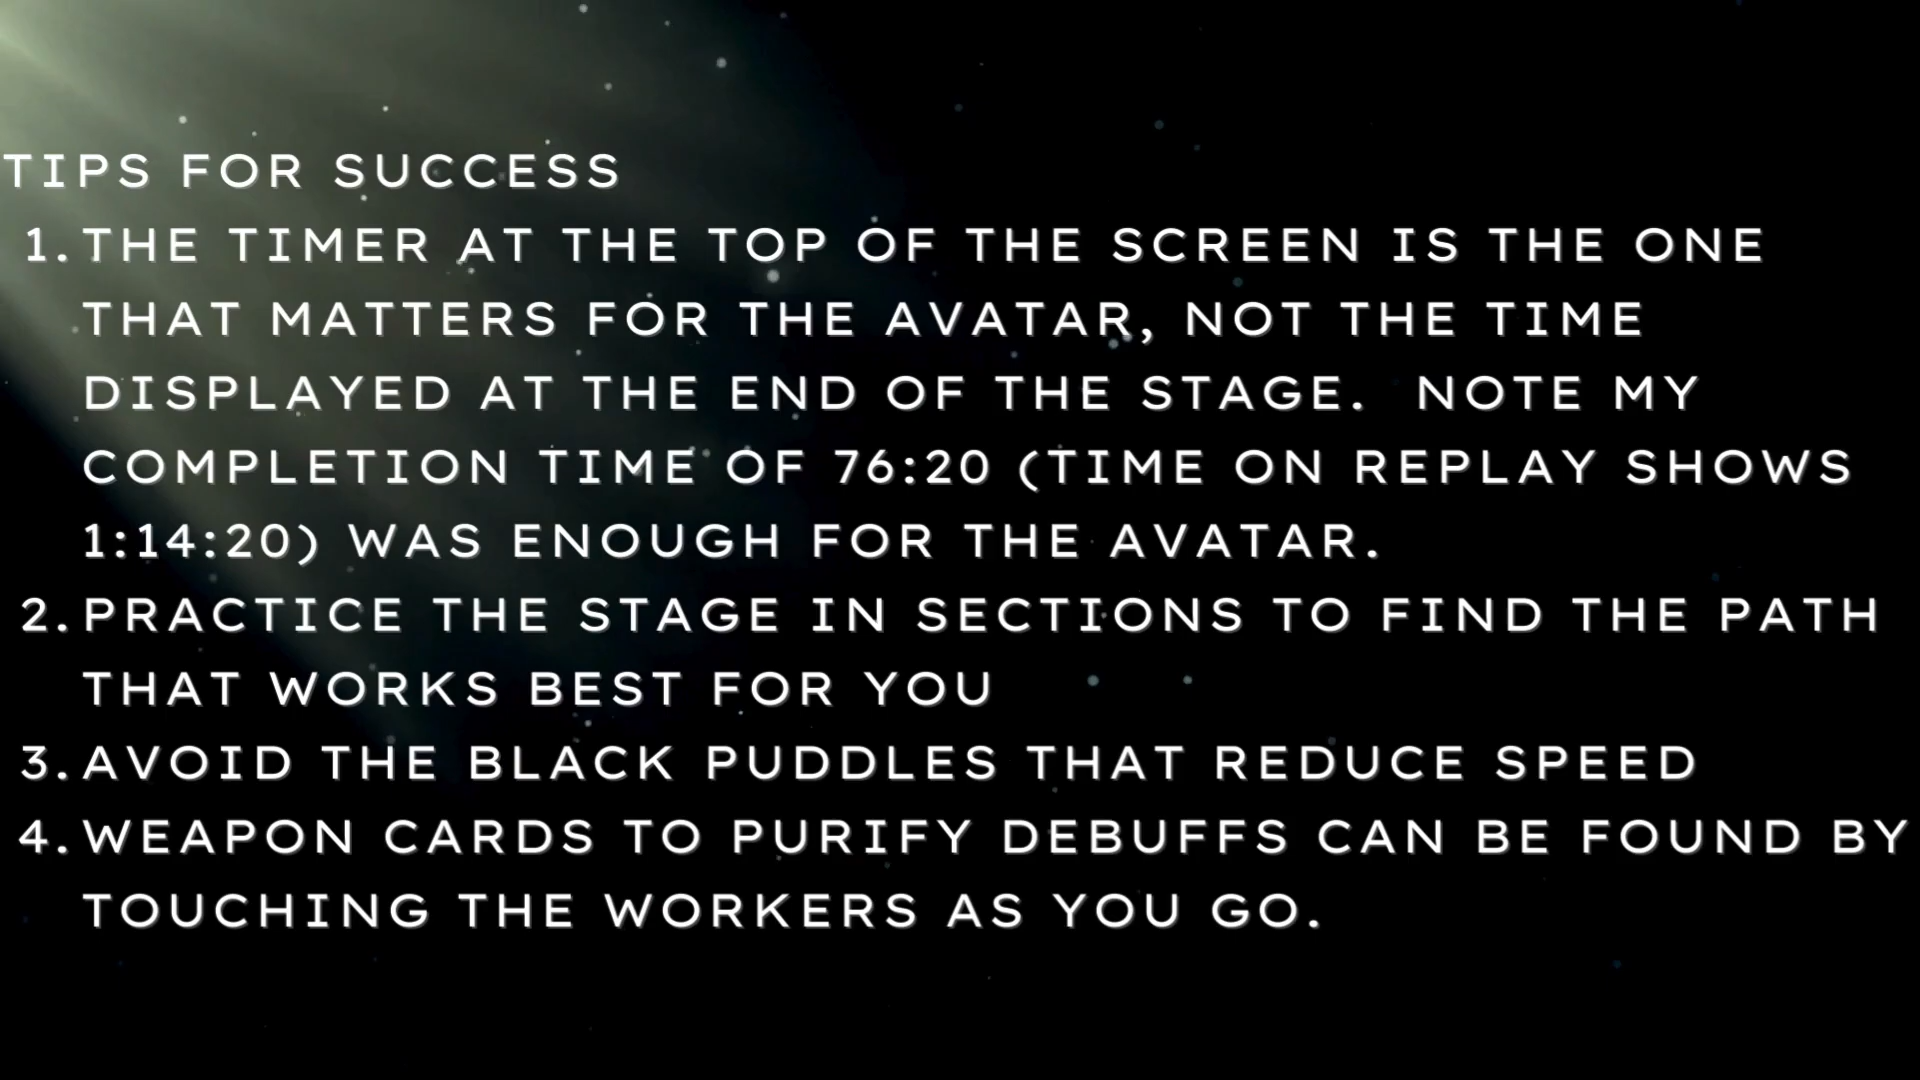 TIPS FOR SUCCESS
1. THE TIMER AT THE TOP OF THE SCREEN IS THE ONE
THAT MATTERS FOR THE AVATAR, NOT THE TIME
DISPLAYED AT THE END OF THE STAGE. NOTE MY
COMPLETION TIME OF 76:20 (TIME ON REPLAY SHOWS
1:14:20) WAS ENOUGH FOR THE AVATAR.
2. PRACTICE THE STAGE IN SECTIONS TO FIND THE PATH
THAT WORKS BEST FOR YOU
3. AVOID THE BLACK PUDDLES THAT REDUCE SPEED
4. WEAPON CARDS TO PURIFY DEBUFFS CAN BE FOUND BY
TOUCHING THE WORKERS AS YOU GO.